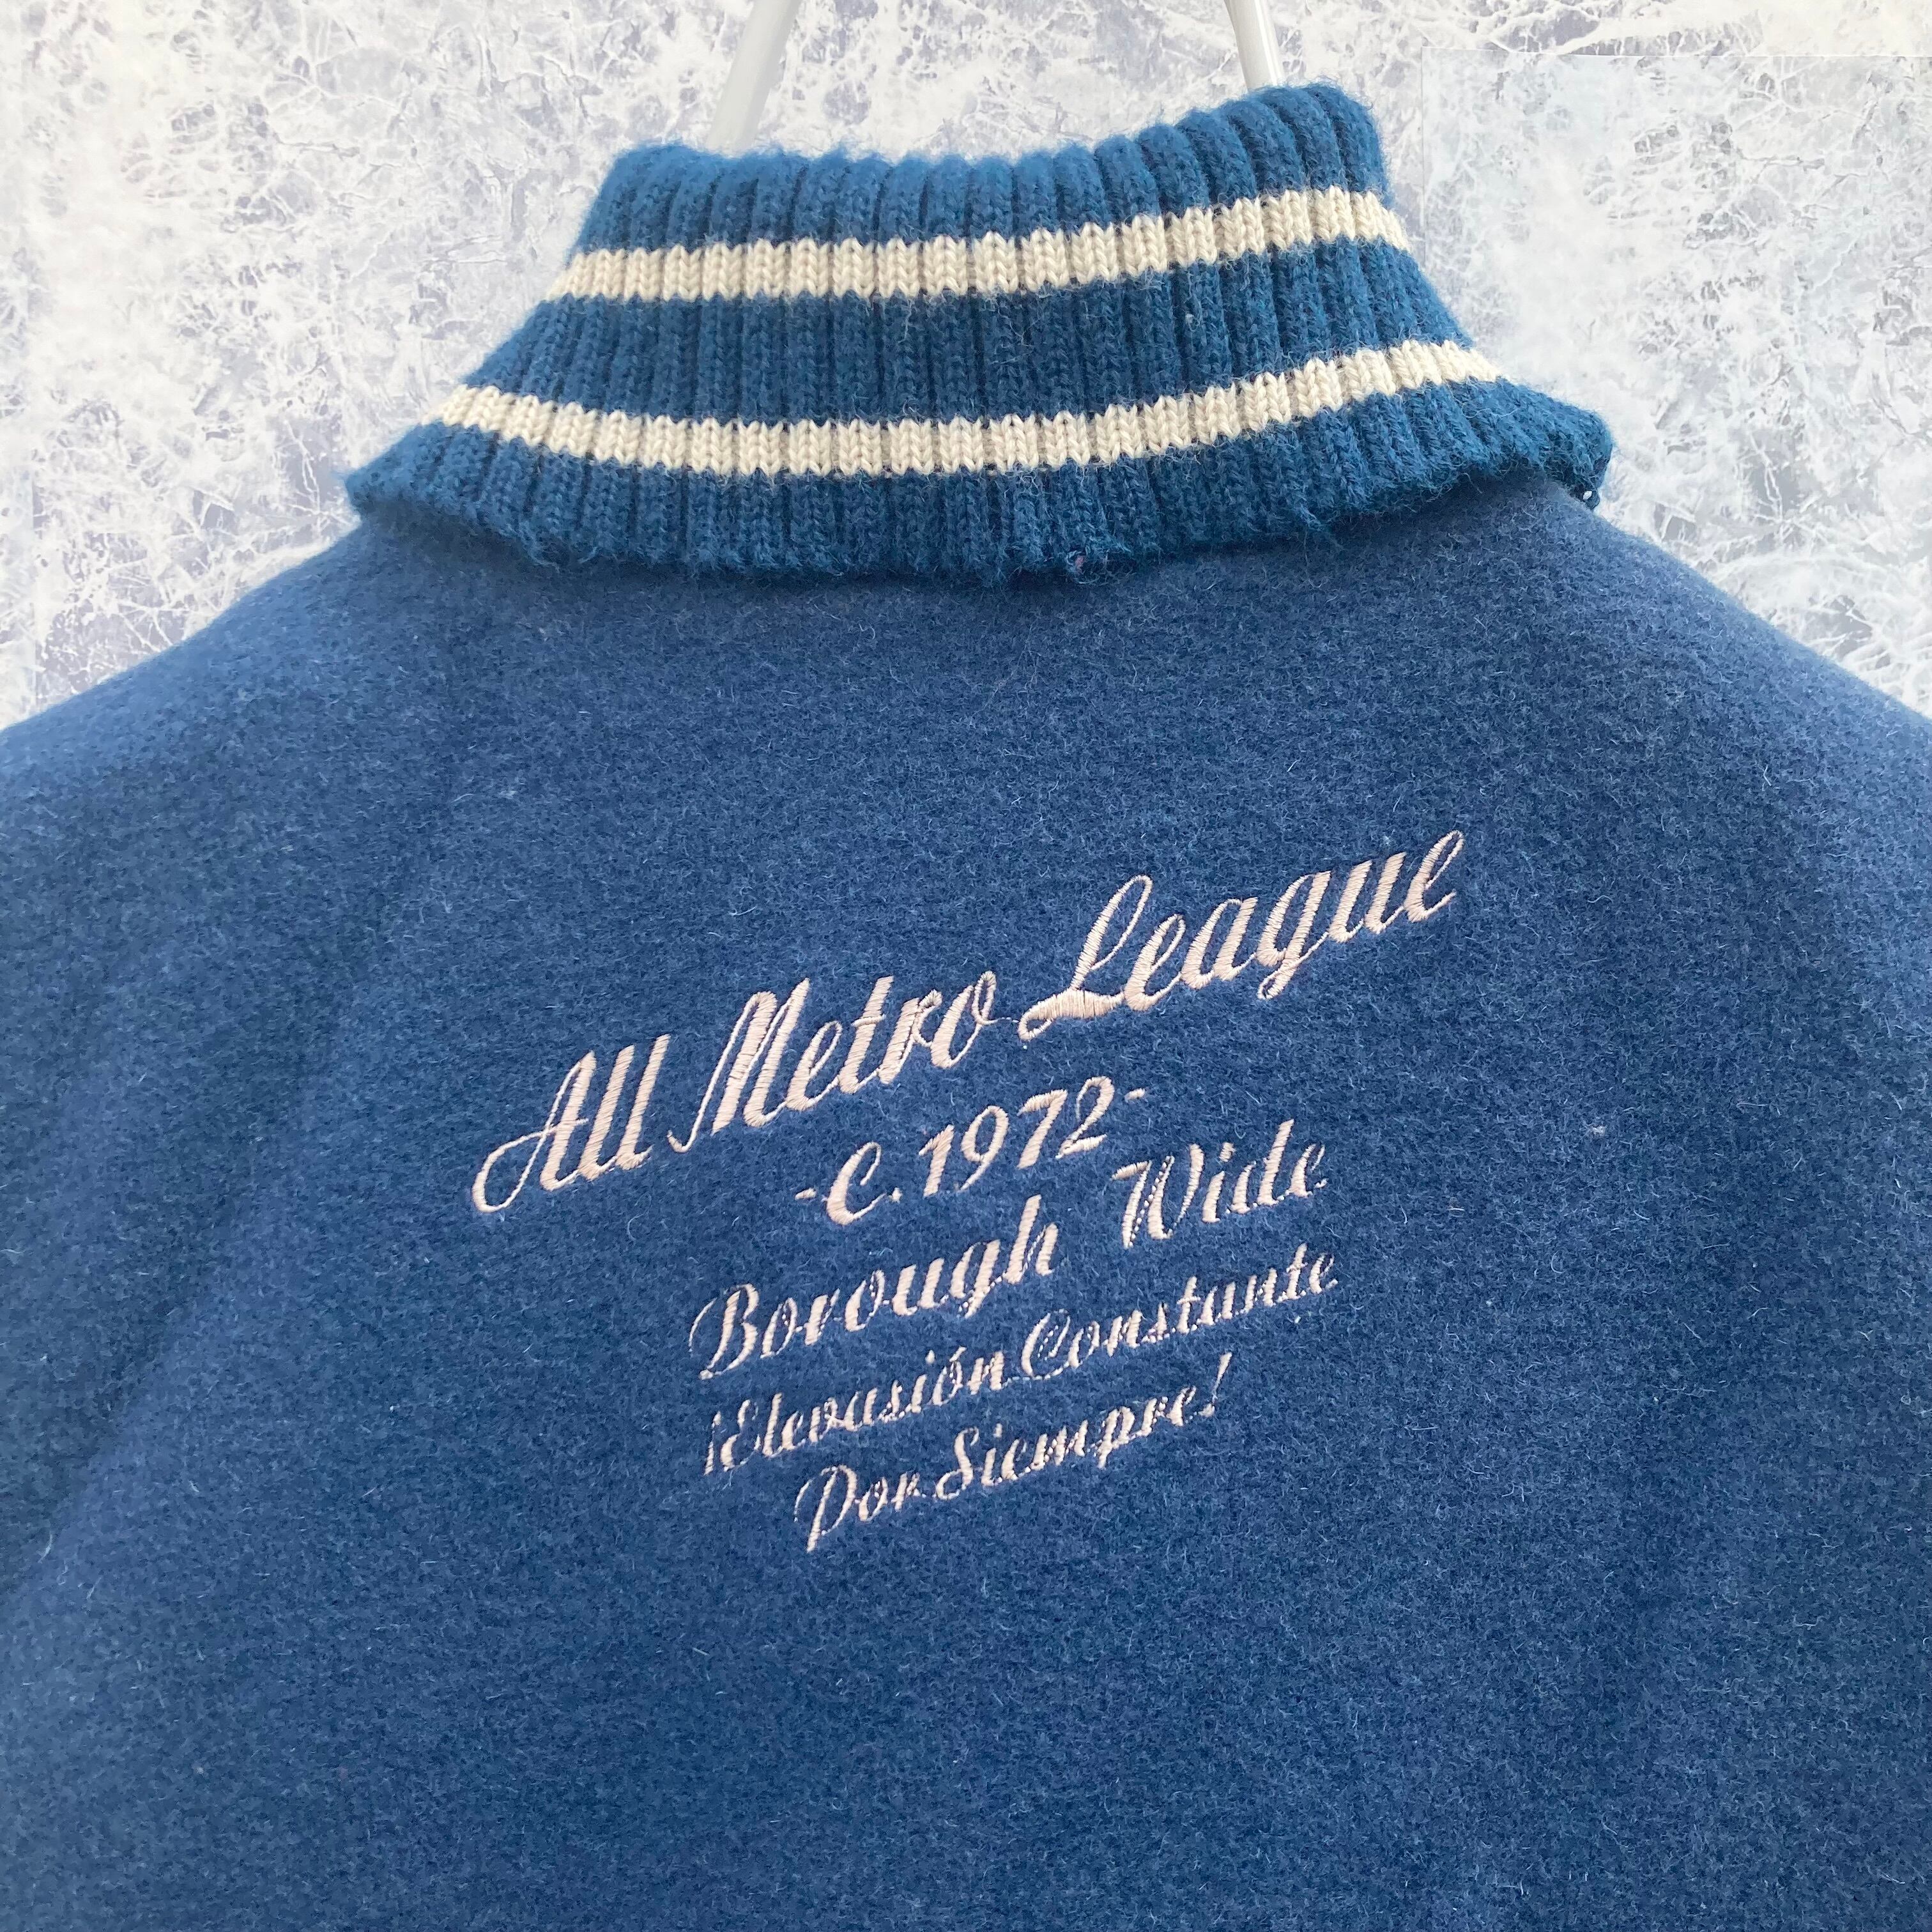 All Metro League
-C. 1972-
Borough Wide
¡Elevasión Constante
Por Siempre!